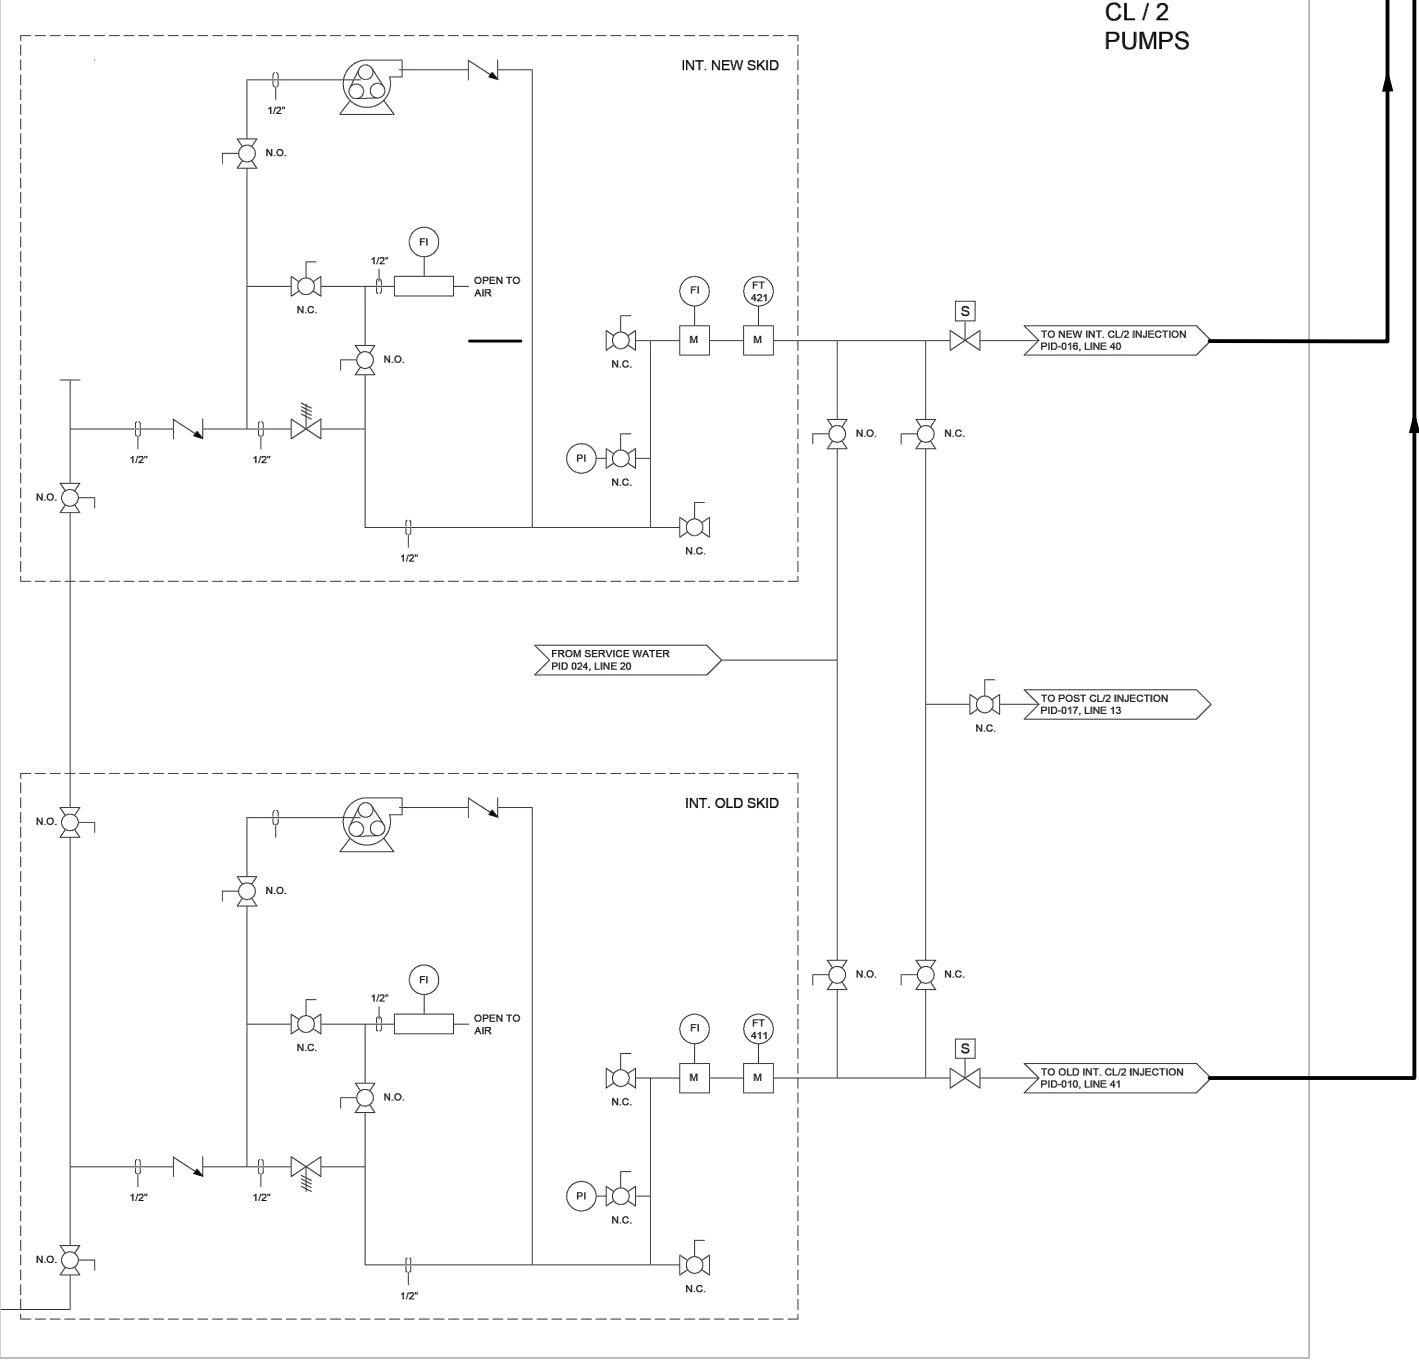 CL / 2
PUMPS
INT. NEW SKID
1/2"
N.O.
FI
1/2"
OPEN TO
AIR
N.C.
FI
FT
421
S
M
M
TO NEW INT. CL/2 INJECTION
PID-016, LINE 40
N.O.
N.C.
1/2"
1/2"
N.O.
N.C.
PI
N.C.
N.O.
1/2"
N.C.
FROM SERVICE WATER
PID 024, LINE 20
TO POST CL/2 INJECTION
PID-017, LINE 13
N.C.
INT. OLD SKID
N.O.
N.O.
FI
1/2"
OPEN TO
AIR
N.C.
N.O.
N.C.
FI
FT
411
S
M
M
TO OLD INT. CL/2 INJECTION
PID-010, LINE 41
N.O.
N.C.
1/2"
1/2"
PI
N.C.
N.O.
1/2"
N.C.